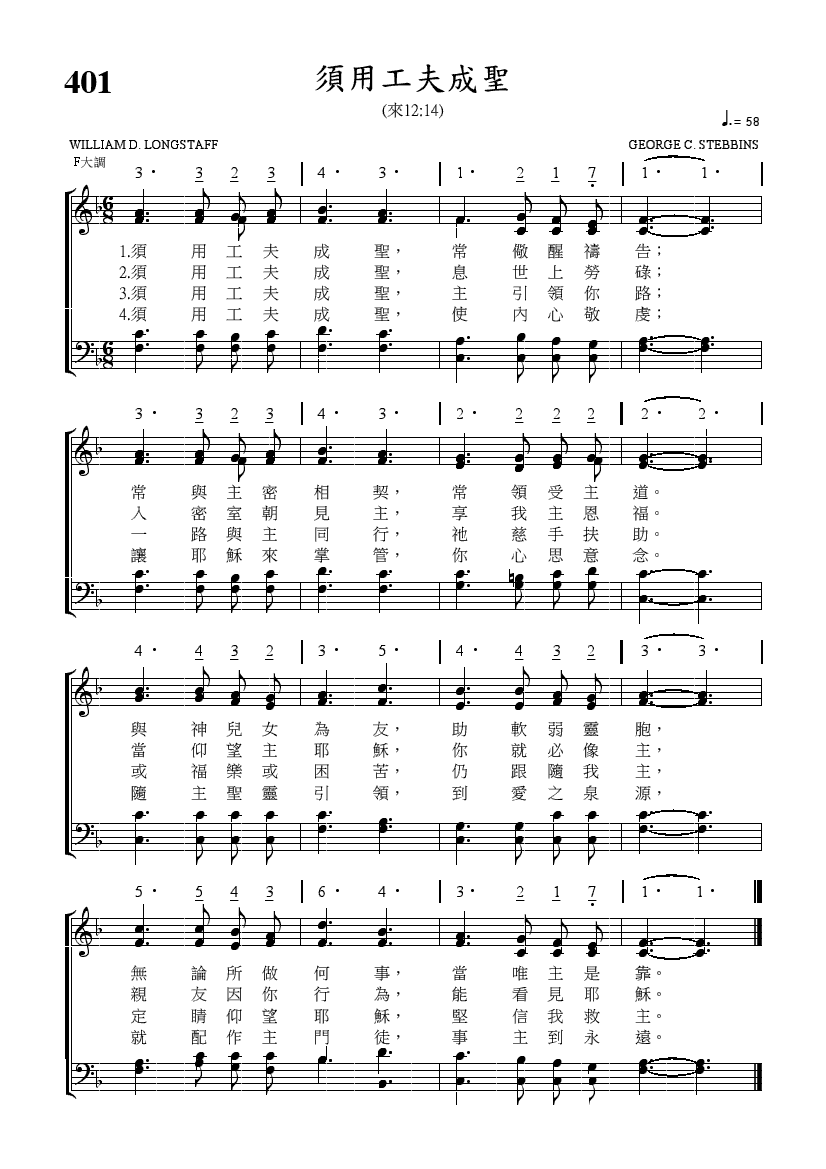 401
須用工夫成聖
(來12:14)
♩.= 58
WILLIAM D. LONGSTAFF
GEORGE C. STEBBINS
F大調
3· 3 2 3 4· 3· 1· 2 1 7 1· 1·
1.須用工夫成聖，常儆醒禱告；
2.須用工夫成聖，息世上勞碌；
3.須用工夫成聖，主引領你路；
4.須用工夫成聖，使內心敬虔；
3· 3 2 3 4· 3· 2· 2 2 2 2· 2·
常與主密相契，常領受主道。
入密室朝見主，享我主恩福。
一路與主同行，祂慈手扶助。
讓耶穌來掌管，你心思意念。
4· 4 3 2 3· 5· 4· 4 3 2 3· 3·
與神兒女為友，助軟弱靈胞，
當仰望主耶穌，你就必像主，
或福樂或困苦，仍跟隨我主，
隨主聖靈引領，到愛之泉源，
5· 5 4 3 6· 4· 3· 2 1 7 1· 1·
無論所做何事，當唯主是靠。
親友因你行為，能看見耶穌。
定睛仰望耶穌，堅信我救主。
就配作主門徒，事主到永遠。